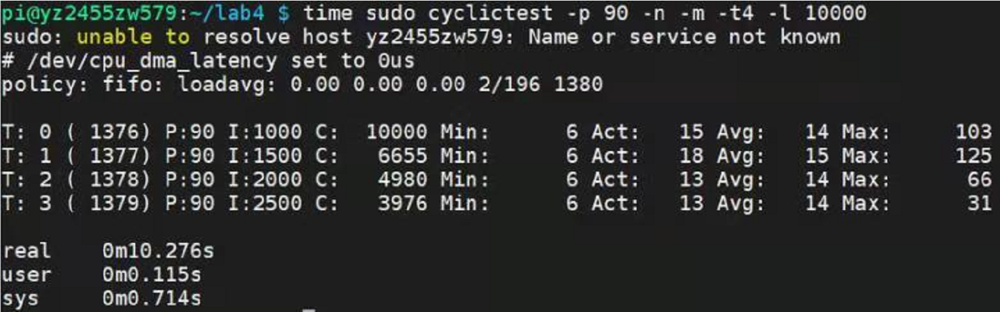 pi@yz2455zw579:~/lab4 $ time sudo cyclictest -p 90 -n -m -t4 -l 10000
sudo: unable to resolve host yz2455zw579: Name or service not known
# /dev/cpu_dma_latency set to 0us
policy: fifo: loadavg: 0.00 0.00 0.00 2/196 1380
T: 0 ( 1376) P:90 I:1000 C:  10000 Min:      6 Act:   15 Avg:   14 Max:     103
T: 1 ( 1377) P:90 I:1500 C:   6655 Min:      6 Act:   18 Avg:   15 Max:     125
T: 2 ( 1378) P:90 I:2000 C:   4980 Min:      6 Act:   13 Avg:   14 Max:      66
T: 3 ( 1379) P:90 I:2500 C:   3976 Min:      6 Act:   13 Avg:   14 Max:      31
real    0m10.276s
user    0m0.115s
sys     0m0.714s